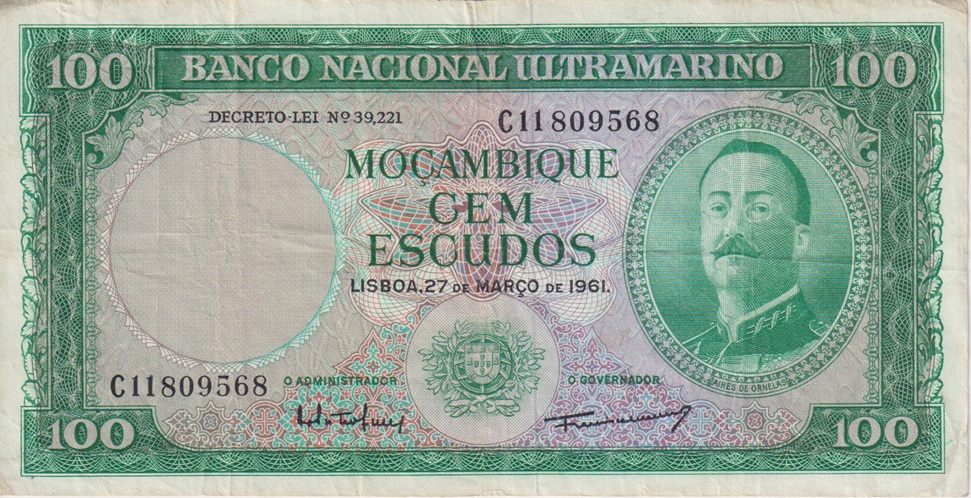 100 BANCO NACIONAL ULTRAMARINO 100
DECRETO-LEI Nº 39,221 C11809568
MOÇAMBIQUE
CEM
ESCUDOS
LISBOA, 27 DE MARÇO DE 1961.
C11809568 O ADMINISTRADOR O GOVERNADOR
AIRES DE ORNELAS
100 100